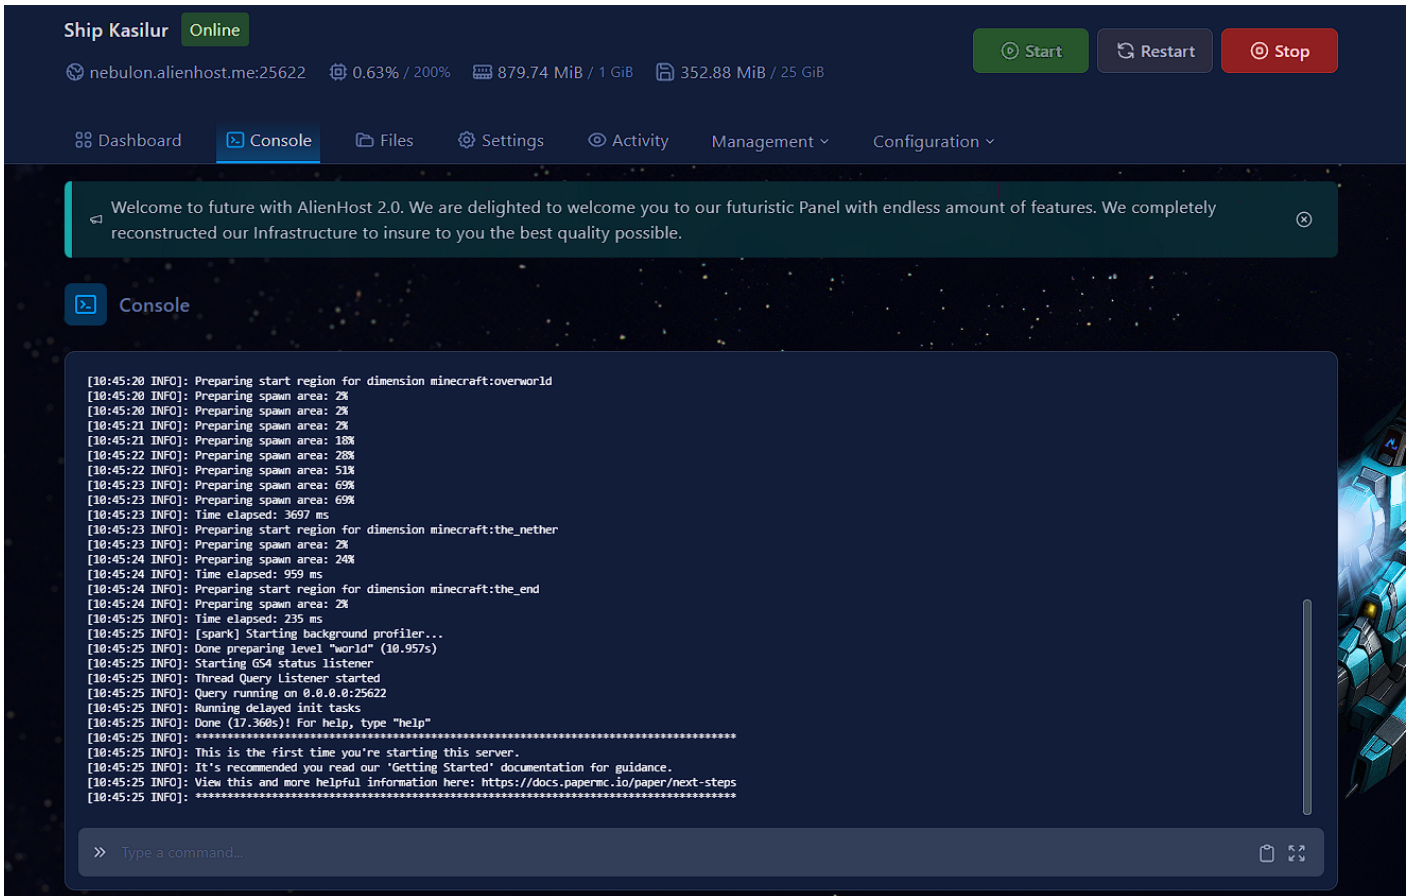 Ship Kasilur Online
nebulon.alienhost.me:25622 0.63% / 200% 879.74 MiB / 1 GiB 352.88 MiB / 25 GiB
Start Restart Stop
Dashboard Console Files Settings Activity Management Configuration
Welcome to future with AlienHost 2.0. We are delighted to welcome you to our futuristic Panel with endless amount of features. We completely
reconstructed our Infrastructure to insure to you the best quality possible.
Console
[10:45:20 INFO]: Preparing start region for dimension minecraft:overworld
[10:45:20 INFO]: Preparing spawn area: 2%
[10:45:20 INFO]: Preparing spawn area: 2%
[10:45:21 INFO]: Preparing spawn area: 2%
[10:45:21 INFO]: Preparing spawn area: 18%
[10:45:22 INFO]: Preparing spawn area: 28%
[10:45:22 INFO]: Preparing spawn area: 51%
[10:45:23 INFO]: Preparing spawn area: 69%
[10:45:23 INFO]: Preparing spawn area: 69%
[10:45:23 INFO]: Time elapsed: 3697 ms
[10:45:23 INFO]: Preparing start region for dimension minecraft:the_nether
[10:45:23 INFO]: Preparing spawn area: 2%
[10:45:24 INFO]: Preparing spawn area: 24%
[10:45:24 INFO]: Time elapsed: 959 ms
[10:45:24 INFO]: Preparing start region for dimension minecraft:the_end
[10:45:24 INFO]: Preparing spawn area: 2%
[10:45:25 INFO]: Time elapsed: 235 ms
[10:45:25 INFO]: [spark] Starting background profiler...
[10:45:25 INFO]: Done preparing level "world" (10.957s)
[10:45:25 INFO]: Starting GS4 status listener
[10:45:25 INFO]: Thread Query Listener started
[10:45:25 INFO]: Query running on 0.0.0.0:25622
[10:45:25 INFO]: Running delayed init tasks
[10:45:25 INFO]: Done (17.360s)! For help, type "help"
[10:45:25 INFO]: *************************************************************************************
[10:45:25 INFO]: This is the first time you're starting this server.
[10:45:25 INFO]: It's recommended you read our 'Getting Started' documentation for guidance.
[10:45:25 INFO]: View this and more helpful information here: https://docs.papermc.io/paper/next-steps
[10:45:25 INFO]: *************************************************************************************
Type a command...